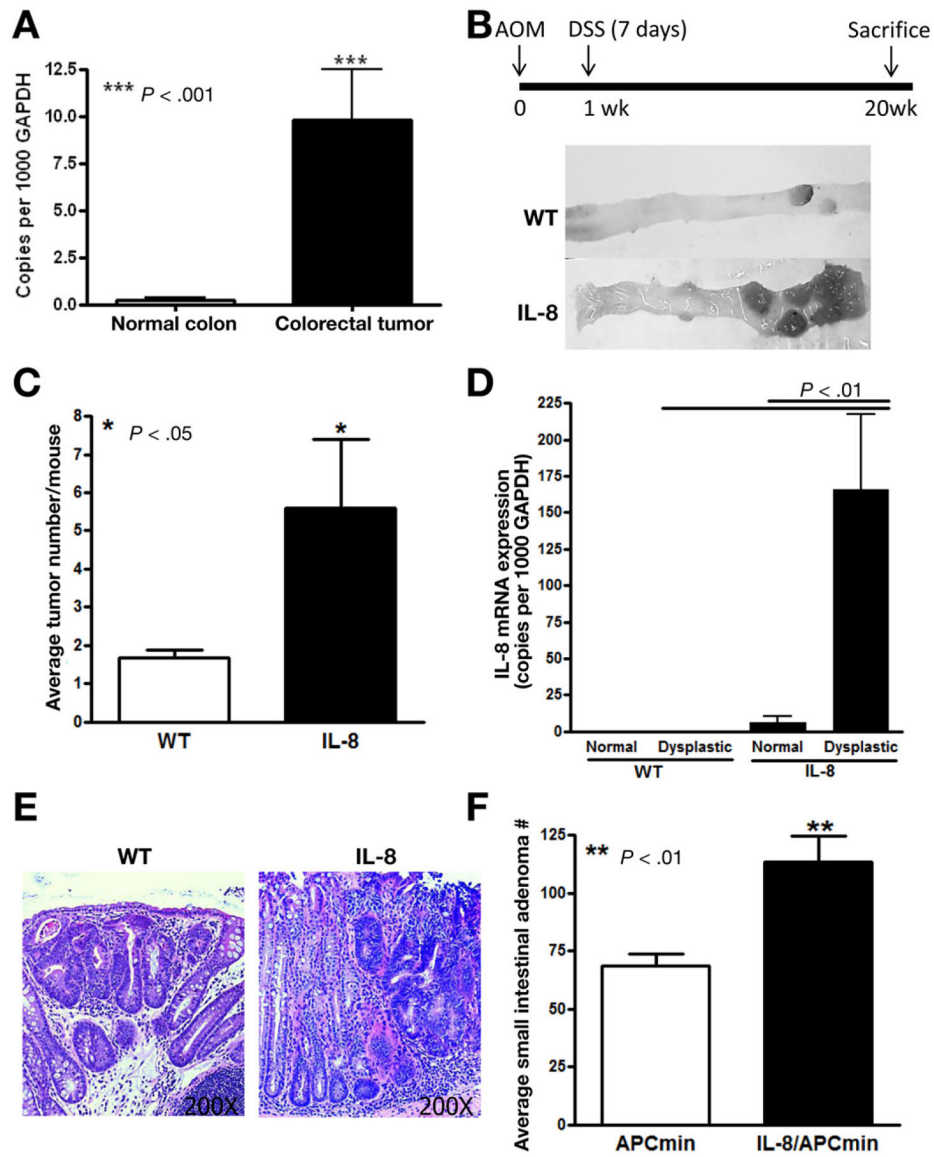 A
12.5
10.0
7.5
5.0
2.5
0.0
Copies per 1000 GAPDH
*** P < .001
***
Normal colon Colorectal tumor
B
AOM DSS (7 days) Sacrifice
0 1 wk 20wk
WT
IL-8
C
8
7
6
5
4
3
2
1
0
Average tumor number/mouse
* P < .05
*
WT IL-8
D
P < .01
225
200
175
150
125
100
75
50
25
0
IL-8 mRNA expression
(copies per 1000 GAPDH)
Normal Dysplastic Normal Dysplastic
WT IL-8
E
WT IL-8
200X 200X
F
125
100
75
50
25
0
Average small intestinal adenoma #
** P < .01
**
APCmin IL-8/APCmin